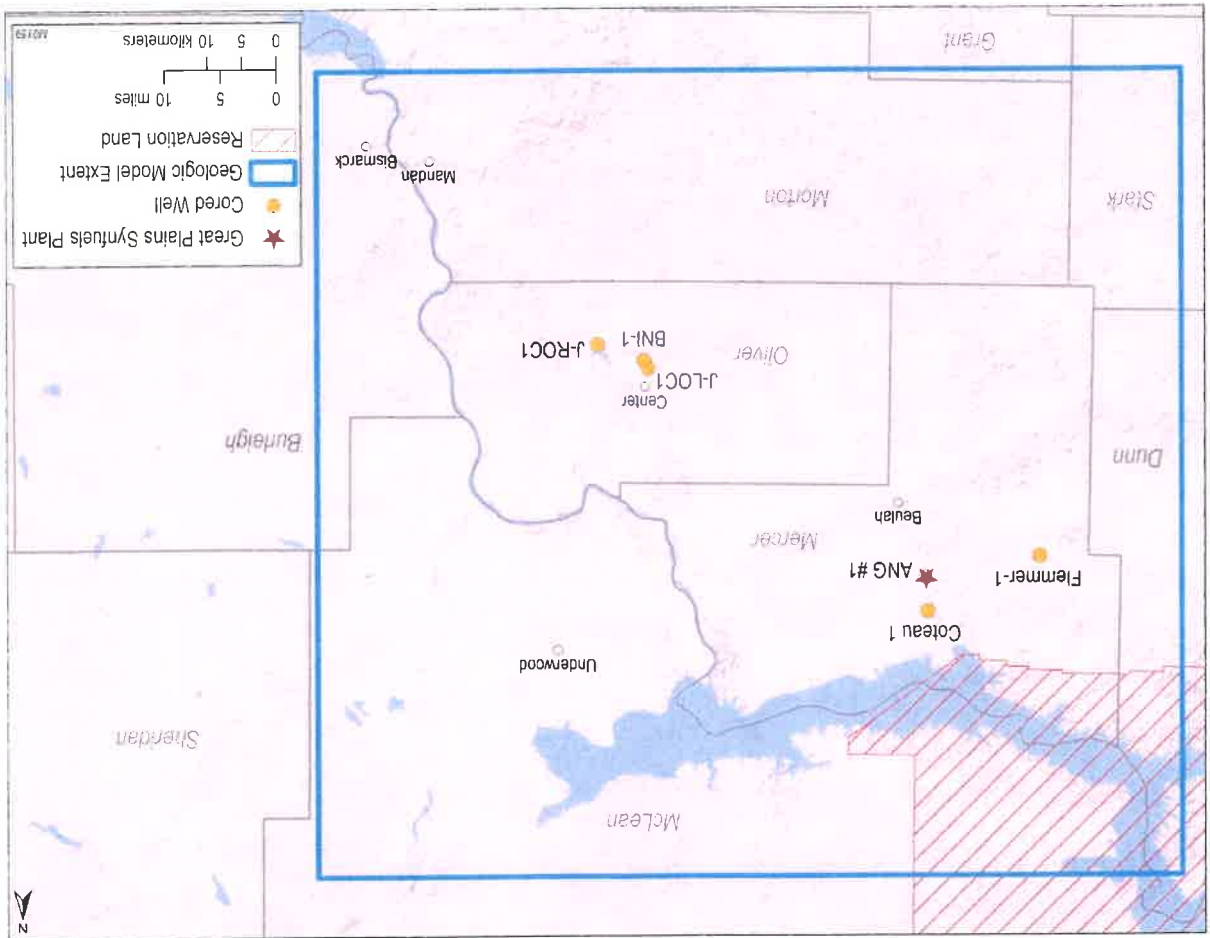 N
McLean
Sheridan
Underwood
Coteau 1
Flemmer-1
ANG #1
Mercer
Beulah
Dunn
Burleigh
Center
J-LOC1
Oliver
BNI-1
J-ROC1
Stark
Morton
Mandan
Bismarck
Grant
Great Plains Synfuels Plant
Cored Well
Geologic Model Extent
Reservation Land
0 5 10 miles
0 5 10 kilometers
M0159